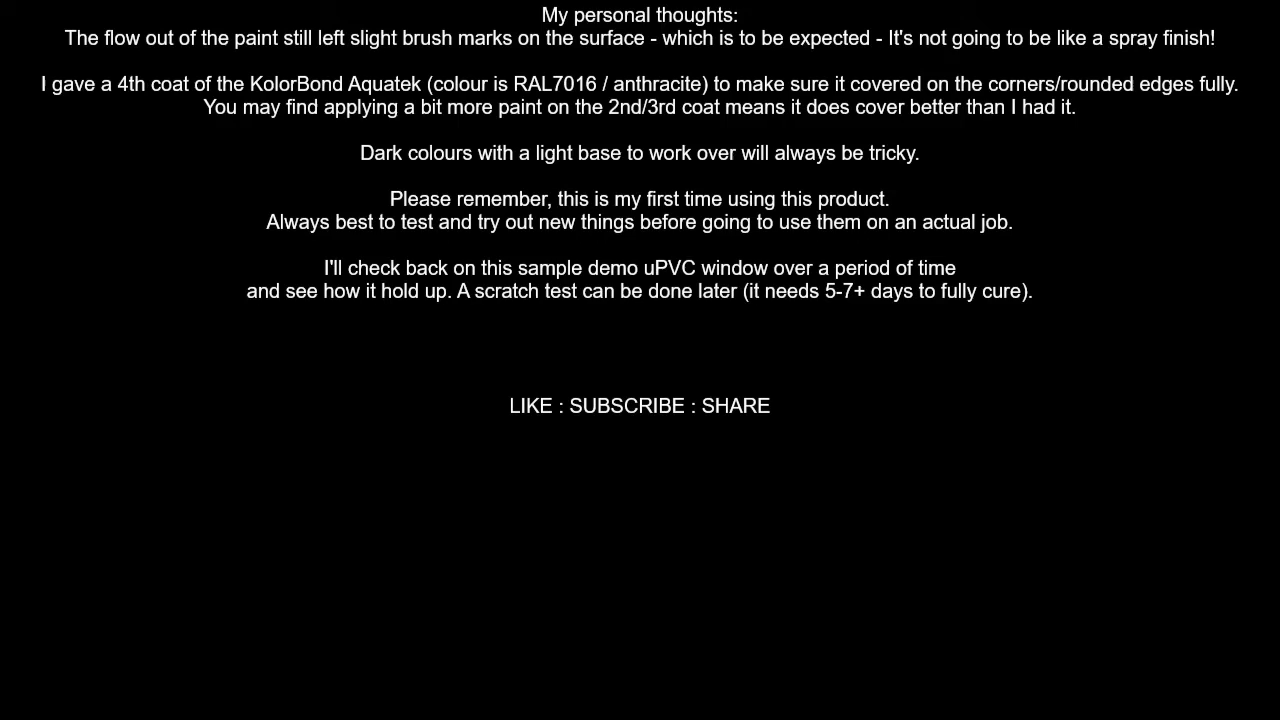 My personal thoughts:
The flow out of the paint still left slight brush marks on the surface - which is to be expected - It's not going to be like a spray finish!
I gave a 4th coat of the KolorBond Aquatek (colour is RAL7016 / anthracite) to make sure it covered on the corners/rounded edges fully.
You may find applying a bit more paint on the 2nd/3rd coat means it does cover better than I had it.
Dark colours with a light base to work over will always be tricky.
Please remember, this is my first time using this product.
Always best to test and try out new things before going to use them on an actual job.
I'll check back on this sample demo uPVC window over a period of time
and see how it hold up. A scratch test can be done later (it needs 5-7+ days to fully cure).
LIKE : SUBSCRIBE : SHARE